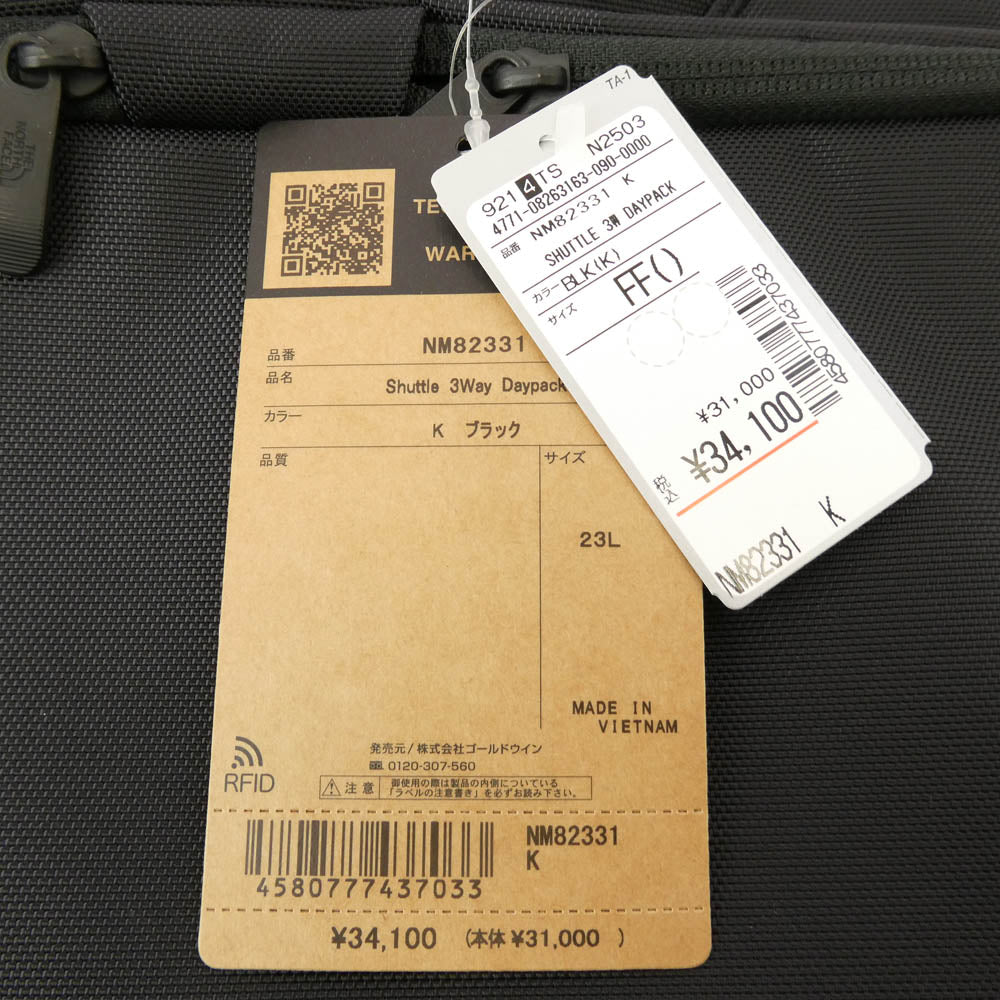 THE
NORTH
FACE
TE
WAR
品番 NM82331
品名 Shuttle 3Way Daypack
カラー K ブラック
品質
サイズ
23L
MADE IN
VIETNAM
RFID
発売元/株式会社ゴールドウイン
0120-307-560
注意
御使用の際は製品の内側についている
「ラベルの注意書き」を必ずお読み下さい。
4580777437033
NM82331
K
¥34,100 (本体 ¥31,000 )
TA-1
921 4 TS N2503
4771-08263163-090-0000
品番 NM82331 K
SHUTTLE 3W DAYPACK
カラー BLK(K)
サイズ FF()
4580777437033
¥31,000
税込 ¥34,100
NM82331 K